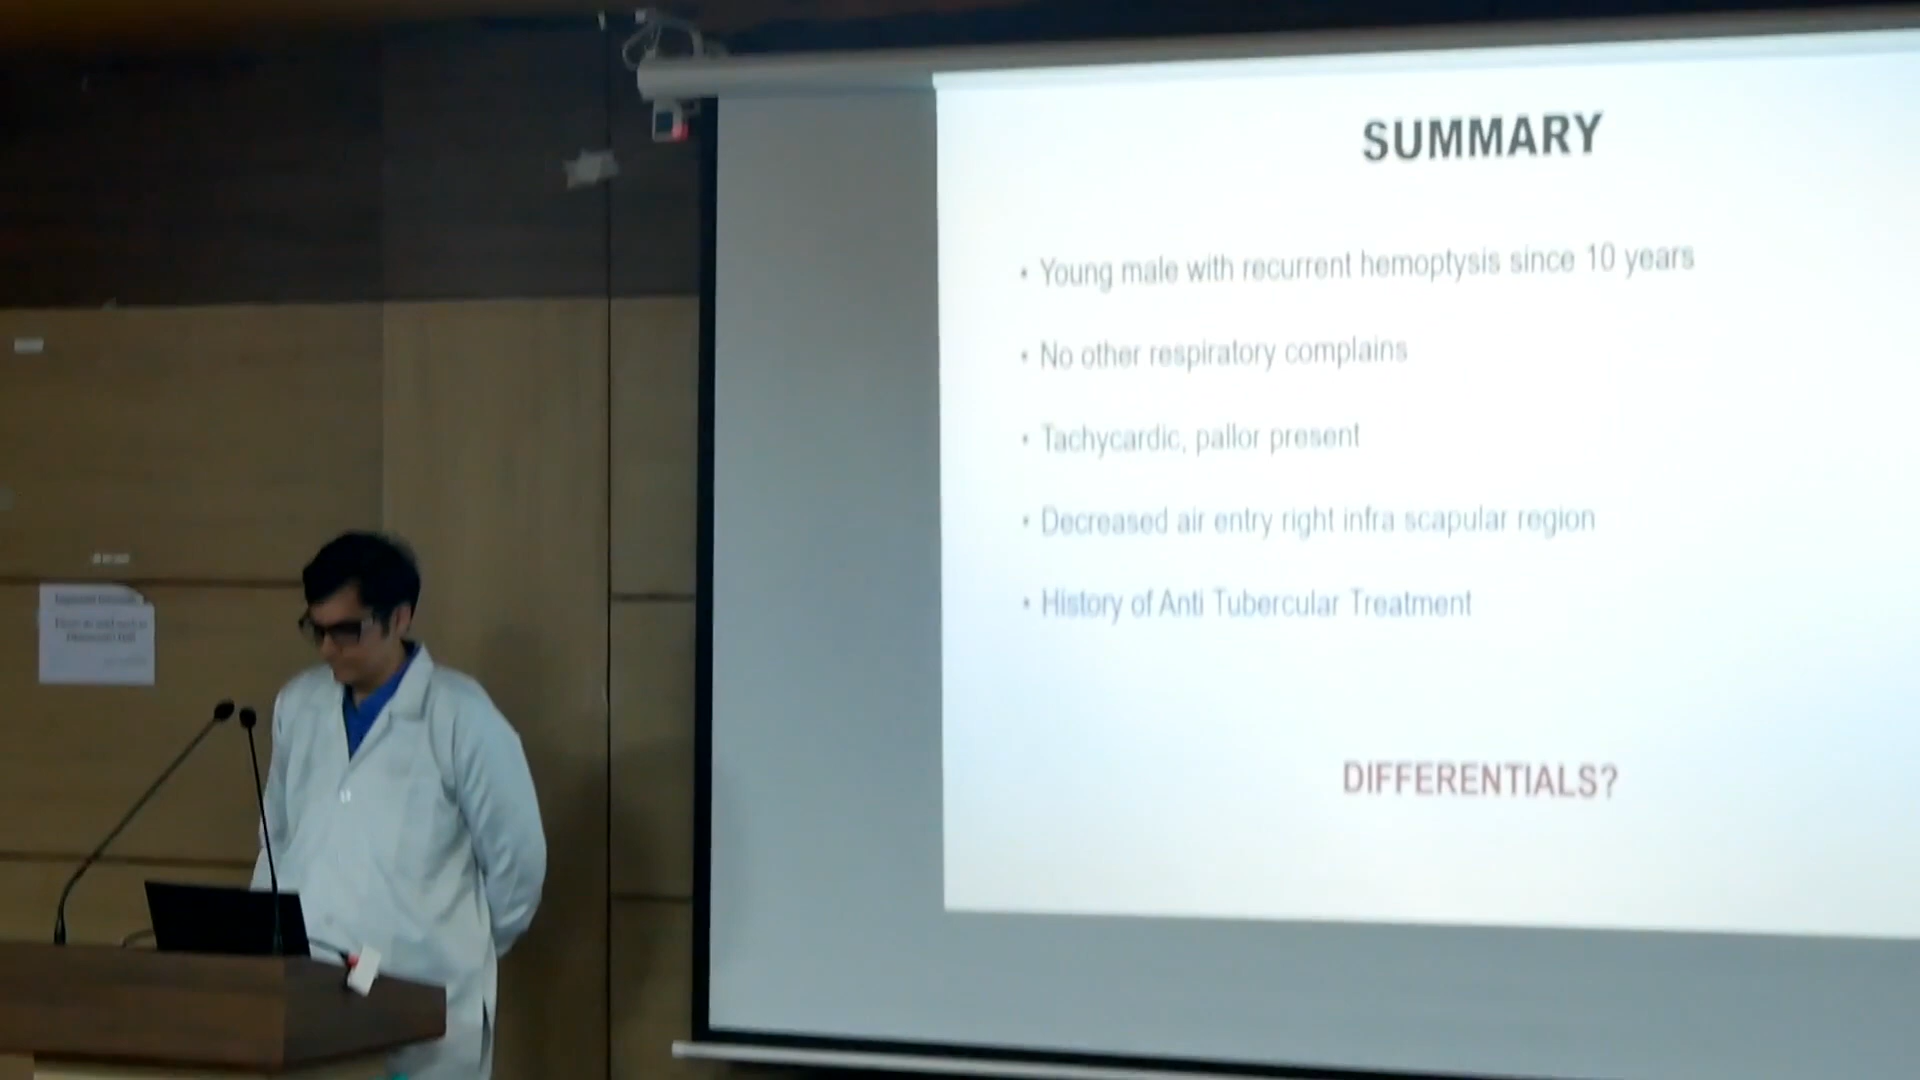 SUMMARY
• Young male with recurrent hemoptysis since 10 years
• No other respiratory complains
• Tachycardic, pallor present
• Decreased air entry right infra scapular region
• History of Anti Tubercular Treatment
DIFFERENTIALS?